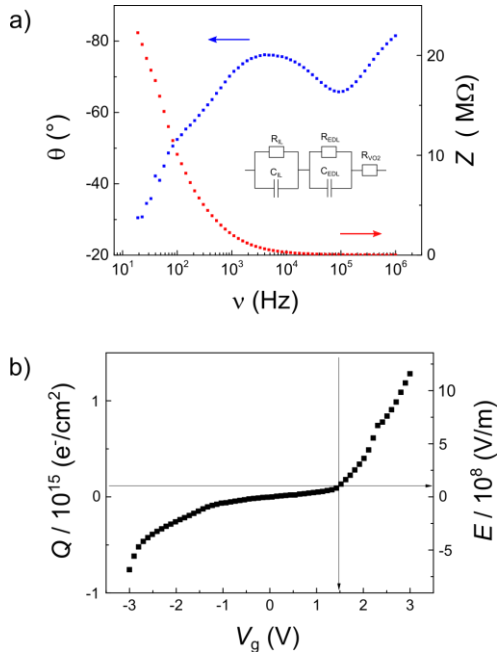 a)
-80
-60
-40
-20
θ (°)
20
10
0
Z (MΩ)
R_IL
R_EDL
R_VO2
C_IL
C_EDL
10^1 10^2 10^3 10^4 10^5 10^6
ν (Hz)
b)
1
0
-1
Q / 10^15 (e^-/cm^2)
10
5
0
-5
E / 10^8 (V/m)
-3 -2 -1 0 1 2 3
V_g (V)